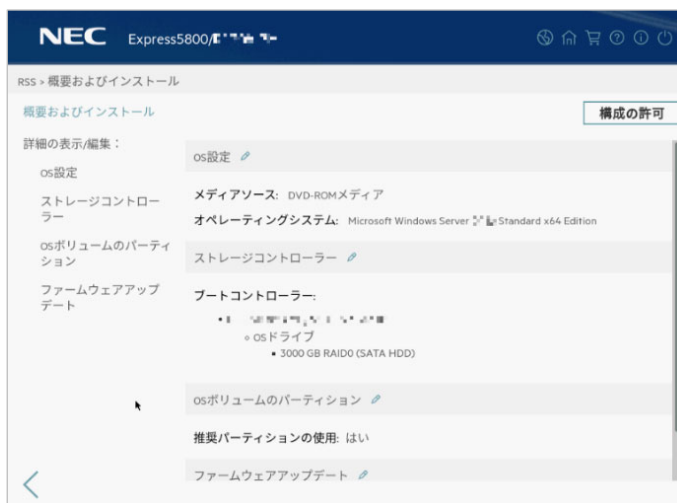 NEC Express5800/
RSS > 概要およびインストール
概要およびインストール
構成の許可
詳細の表示/編集：
OS設定
ストレージコントロー
ラー
OSボリュームのパーティ
ション
ファームウェアアップ
デート
OS設定
メディアソース: DVD-ROMメディア
オペレーティングシステム: Microsoft Windows Server Standard x64 Edition
ストレージコントローラー
ブートコントローラー:
OSドライブ
3000 GB RAID0 (SATA HDD)
OSボリュームのパーティション
推奨パーティションの使用: はい
ファームウェアアップデート